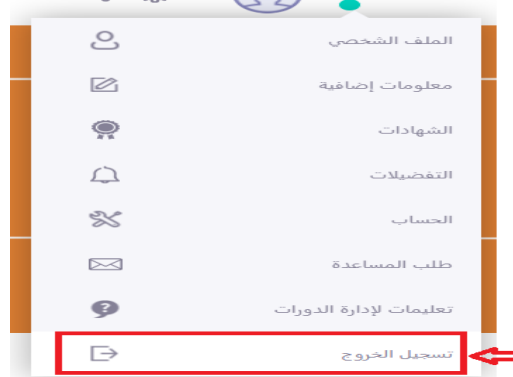 الملف الشخصي
معلومات إضافية
الشهادات
التفضيلات
الحساب
طلب المساعدة
تعليمات لإدارة الدورات
تسجيل الخروج